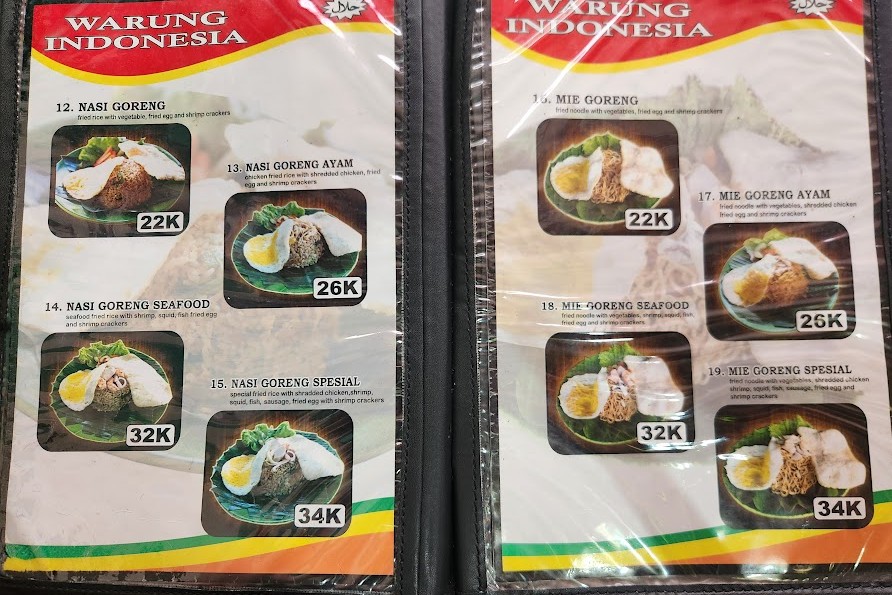 WARUNG
INDONESIA
حلال
12. NASI GORENG
fried rice with vegetable, fried egg and shrimp crackers
22K
13. NASI GORENG AYAM
chicken fried rice with shredded chicken, fried
egg and shrimp crackers
26K
14. NASI GORENG SEAFOOD
seafood fried rice with shrimp, squid, fish fried egg
and shrimp crackers
32K
15. NASI GORENG SPESIAL
special fried rice with shradded chicken,shrimp,
squid, fish, sausage, fried egg with shrimp crackers
34K
WARUNG
INDONESIA
حلال
16. MIE GORENG
fried noodle with vegetables, fried egg and shrimp crackers
22K
17. MIE GORENG AYAM
fried noodle with vegetables, shredded chicken
fried egg and shrimp crackers
26K
18. MIE GORENG SEAFOOD
fried noodle with vegetables, shrimp, squid, fish,
fried egg and shrimp crackers
32K
19. MIE GORENG SPESIAL
fried noodle with vegetables, shradded chicken
shrimp, squid, fish, sausage, fried egg and
shrimp crackers
34K